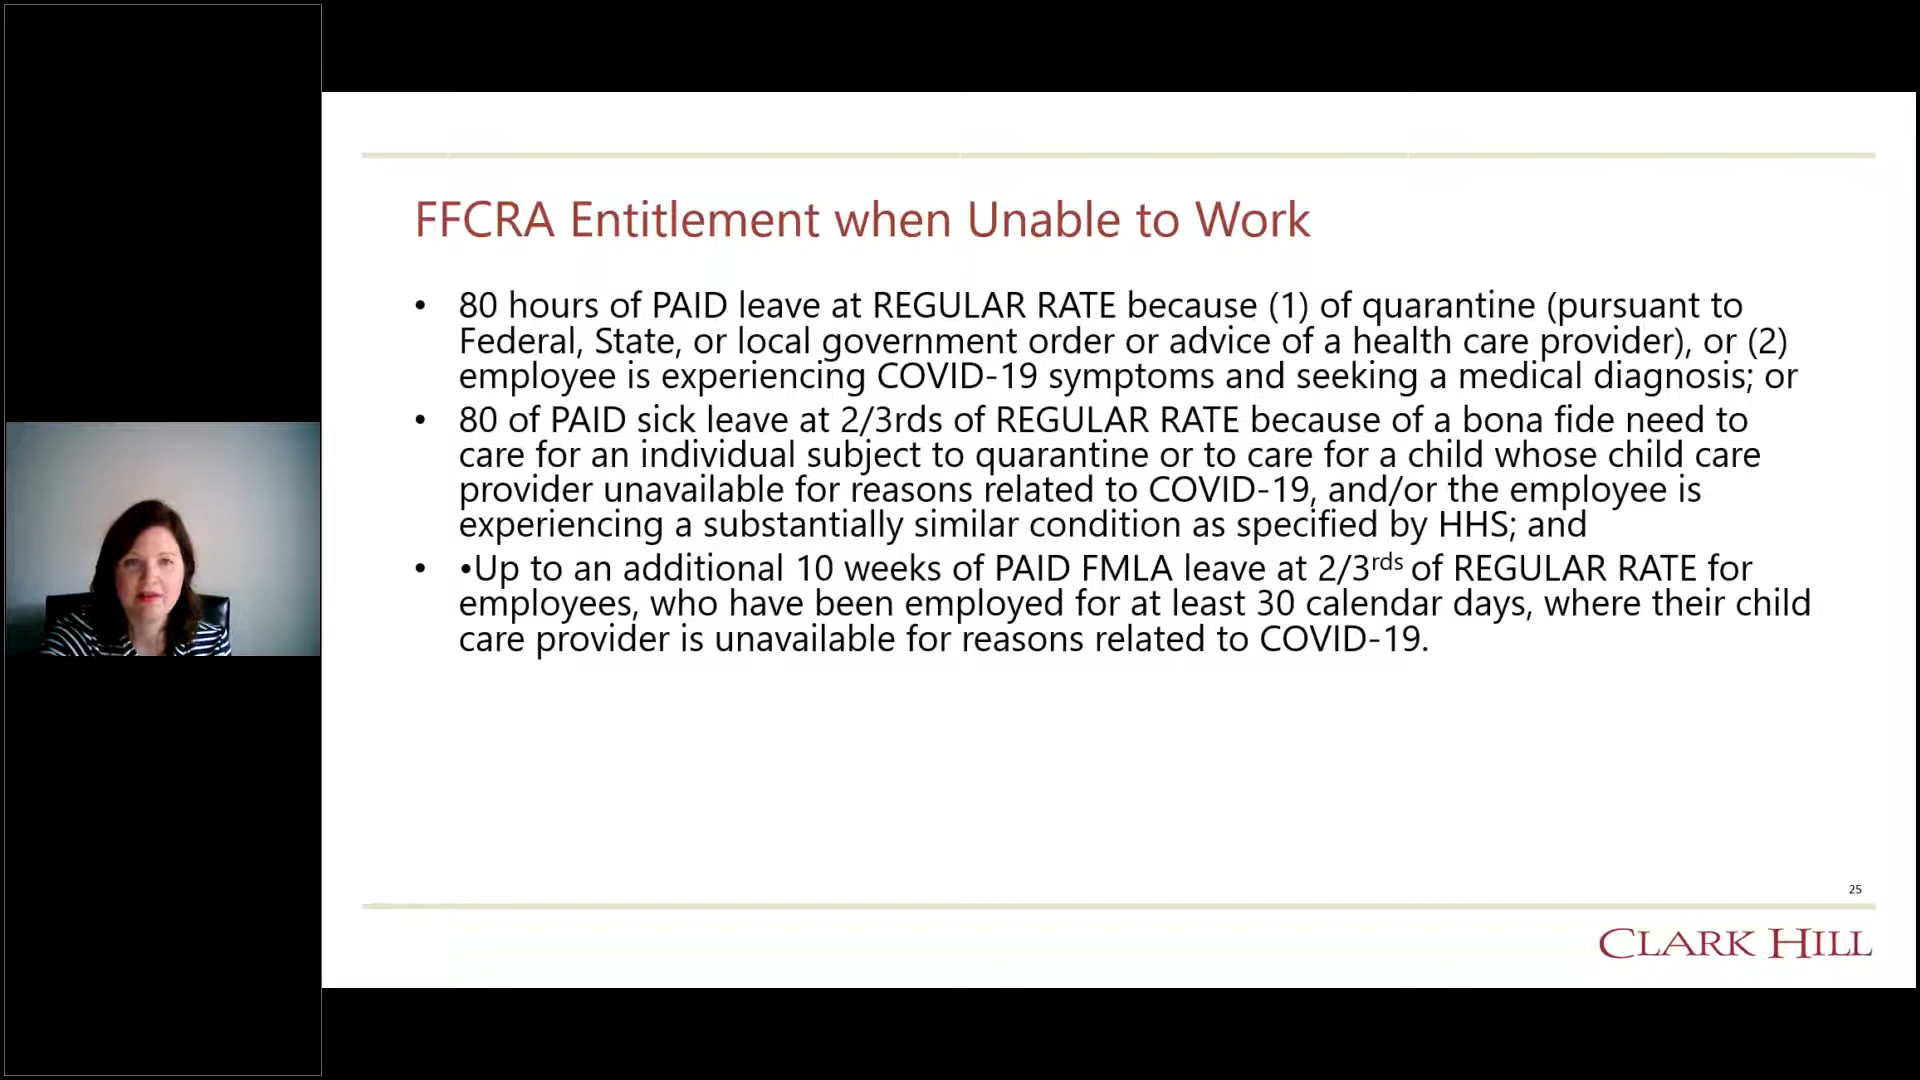 FFCRA Entitlement when Unable to Work
• 80 hours of PAID leave at REGULAR RATE because (1) of quarantine (pursuant to
Federal, State, or local government order or advice of a health care provider), or (2)
employee is experiencing COVID-19 symptoms and seeking a medical diagnosis; or
• 80 of PAID sick leave at 2/3rds of REGULAR RATE because of a bona fide need to
care for an individual subject to quarantine or to care for a child whose child care
provider unavailable for reasons related to COVID-19, and/or the employee is
experiencing a substantially similar condition as specified by HHS; and
• •Up to an additional 10 weeks of PAID FMLA leave at 2/3rds of REGULAR RATE for
employees, who have been employed for at least 30 calendar days, where their child
care provider is unavailable for reasons related to COVID-19.
25
CLARK HILL